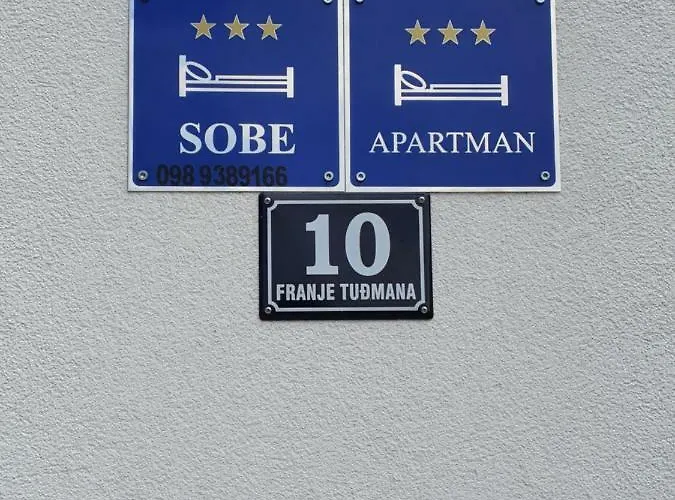 SOBE
098 9389166
APARTMAN
10
FRANJE TUĐMANA